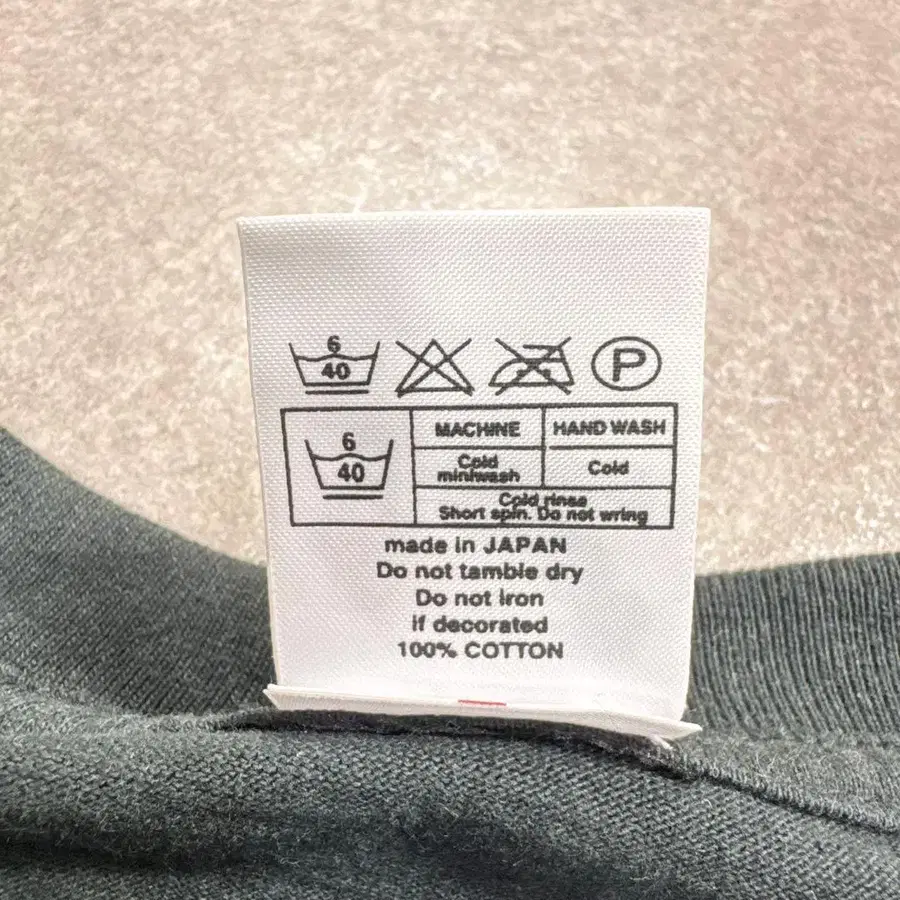 6
40
P
6
40
MACHINE
HAND WASH
Cold
miniwash
Cold
Cold rinse
Short spin. Do not wring
made in JAPAN
Do not tamble dry
Do not iron
if decorated
100% COTTON